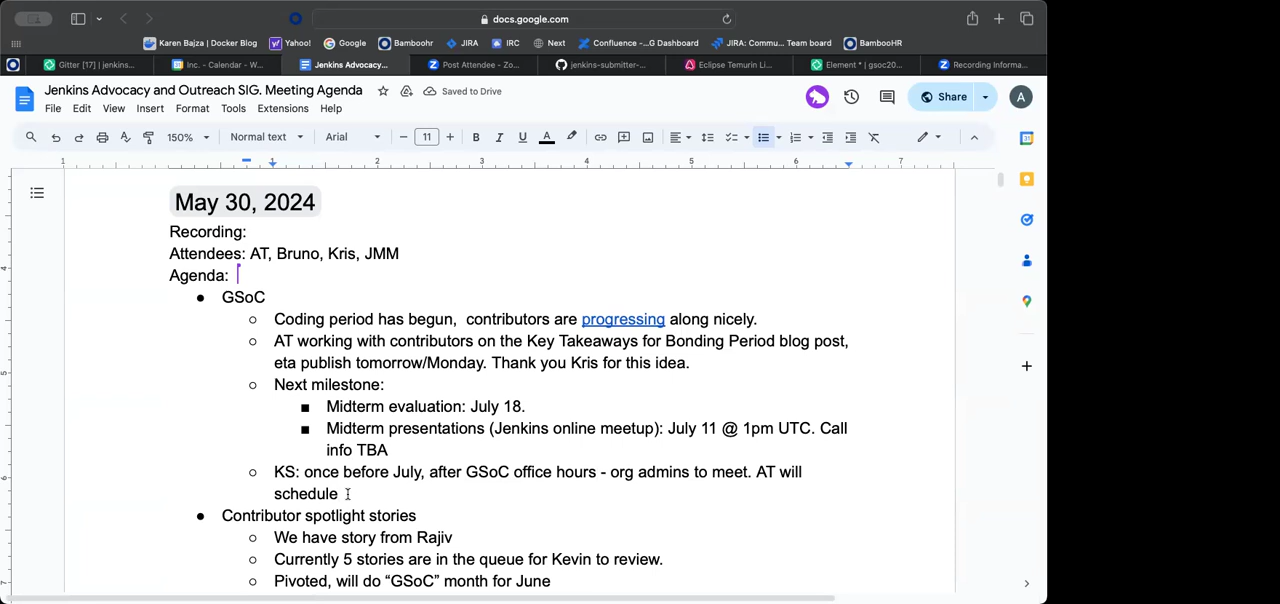 docs.google.com
Karen Bajza | Docker Blog Yahoo! Google Bamboohr JIRA IRC Next Confluence ...G Dashboard JIRA: Commu... Team board BambooHR
Gitter [17] | jenkins... Inc. - Calendar - W... Jenkins Advocacy... Post Attendee - Zo... jenkins-submitter-... Eclipse Temurin Li... Element * | gsoc20... Recording Informa...
Jenkins Advocacy and Outreach SIG. Meeting Agenda Saved to Drive
Share A
File Edit View Insert Format Tools Extensions Help
150% Normal text Arial 11 B I U A
1 1 2 3 4 5 6 7
May 30, 2024
Recording:
Attendees: AT, Bruno, Kris, JMM
Agenda:
● GSoC
○ Coding period has begun, contributors are progressing along nicely.
○ AT working with contributors on the Key Takeaways for Bonding Period blog post,
eta publish tomorrow/Monday. Thank you Kris for this idea.
○ Next milestone:
■ Midterm evaluation: July 18.
■ Midterm presentations (Jenkins online meetup): July 11 @ 1pm UTC. Call
info TBA
○ KS: once before July, after GSoC office hours - org admins to meet. AT will
schedule
● Contributor spotlight stories
○ We have story from Rajiv
○ Currently 5 stories are in the queue for Kevin to review.
○ Pivoted, will do “GSoC” month for June